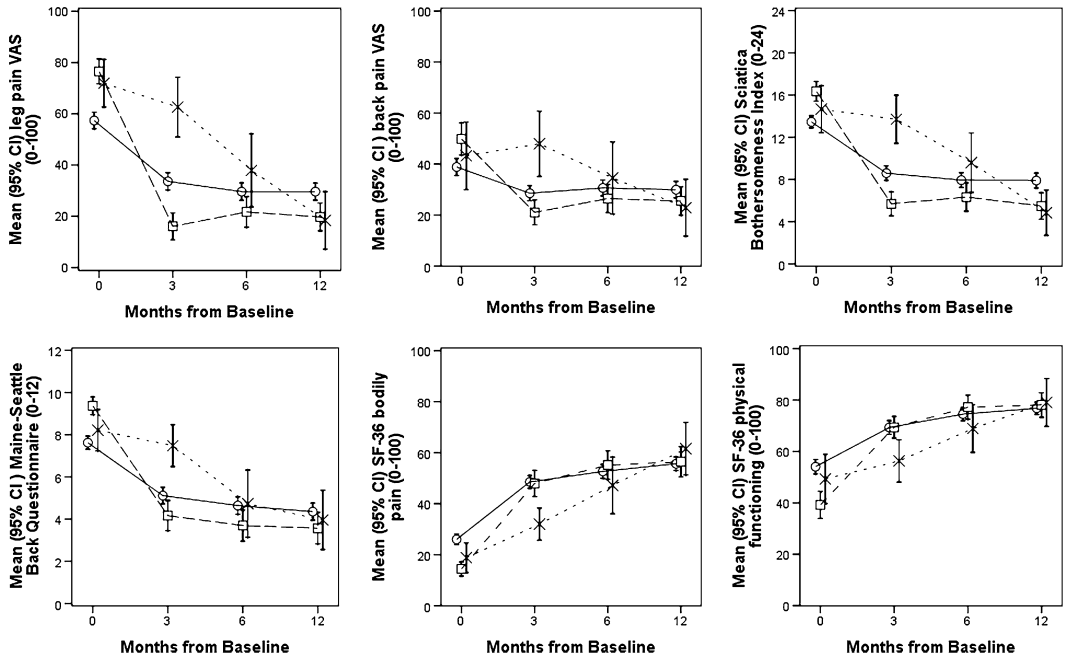 Mean (95% CI) leg pain VAS
(0-100)
100
80
60
40
20
0
0 3 6 12
Months from Baseline
Mean (95% CI ) back pain VAS
(0-100)
100
80
60
40
20
0
0 3 6 12
Months from Baseline
Mean (95% CI) Sciatica
Bothersomeness Index (0-24)
24
20
16
12
8
4
0
0 3 6 12
Months from Baseline
Mean (95% CI ) Maine-Seattle
Back Questionnaire (0-12)
12
10
8
6
4
2
0
0 3 6 12
Months from Baseline
Mean (95% CI) SF-36 bodily
pain (0-100)
100
80
60
40
20
0
0 3 6 12
Months from Baseline
Mean (95% CI) SF-36 physical
functioning (0-100)
100
80
60
40
20
0
0 3 6 12
Months from Baseline